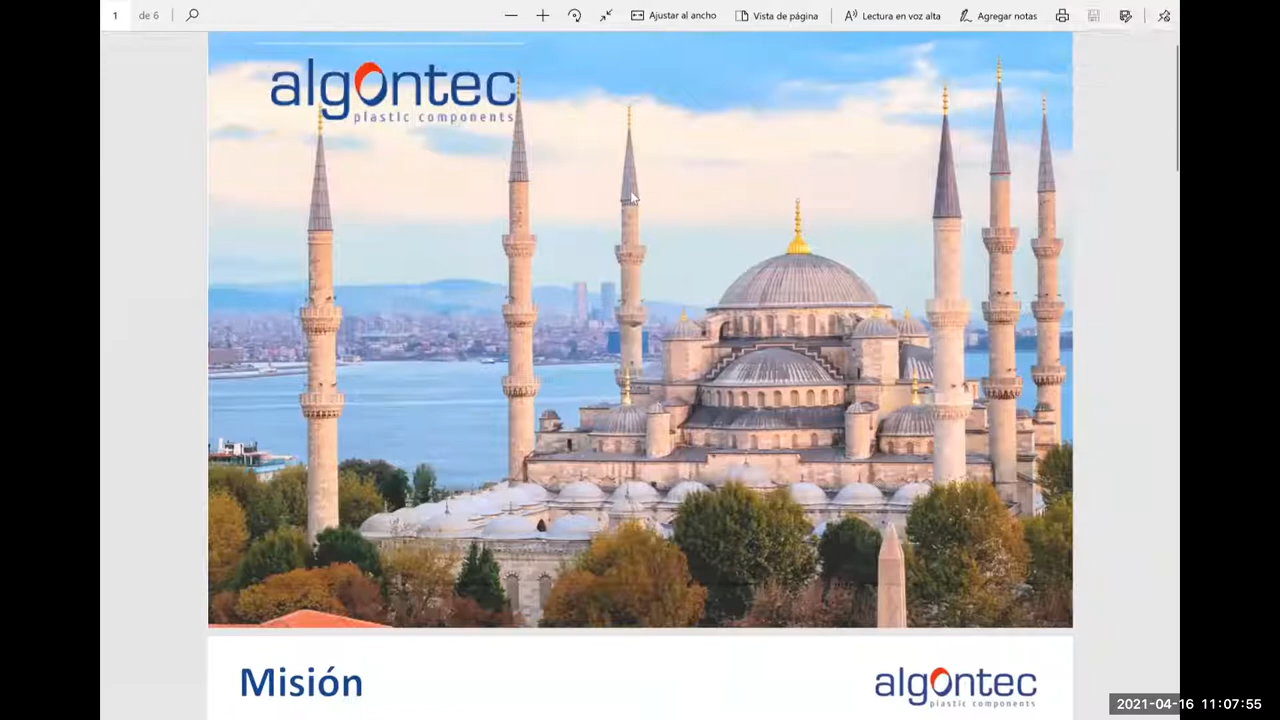 1 de 6 Ajustar al ancho Vista de página Lectura en voz alta Agregar notas
algontec
plastic components
Misión
algontec
plastic components
2021-04-16 11:07:55